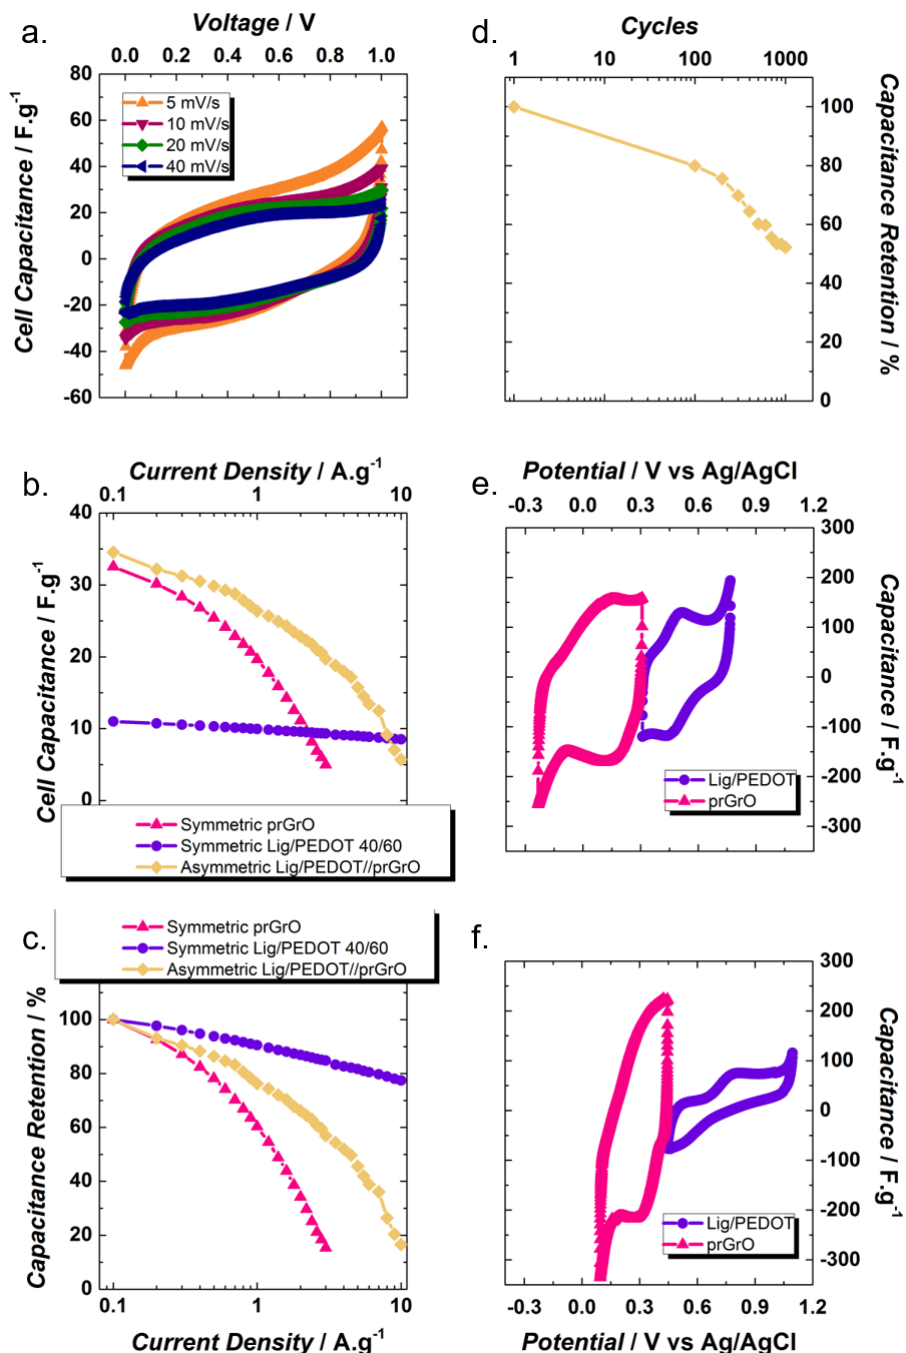 a.
Voltage / V
0.0 0.2 0.4 0.6 0.8 1.0
Cell Capacitance / F.g-1
80
60
40
20
0
-20
-40
-60
5 mV/s
10 mV/s
20 mV/s
40 mV/s
d.
Cycles
1 10 100 1000
Capacitance Retention / %
100
80
60
40
20
0
b.
Current Density / A.g-1
0.1 1 10
Cell Capacitance / F.g-1
40
30
20
10
0
Symmetric prGrO
Symmetric Lig/PEDOT 40/60
Asymmetric Lig/PEDOT//prGrO
e.
Potential / V vs Ag/AgCl
-0.3 0.0 0.3 0.6 0.9 1.2
Capacitance / F.g-1
300
200
100
0
-100
-200
-300
Lig/PEDOT
prGrO
c.
Symmetric prGrO
Symmetric Lig/PEDOT 40/60
Asymmetric Lig/PEDOT//prGrO
Capacitance Retention / %
100
80
60
40
20
0
0.1 1 10
Current Density / A.g-1
f.
Capacitance / F.g-1
300
200
100
0
-100
-200
-300
Lig/PEDOT
prGrO
-0.3 0.0 0.3 0.6 0.9 1.2
Potential / V vs Ag/AgCl